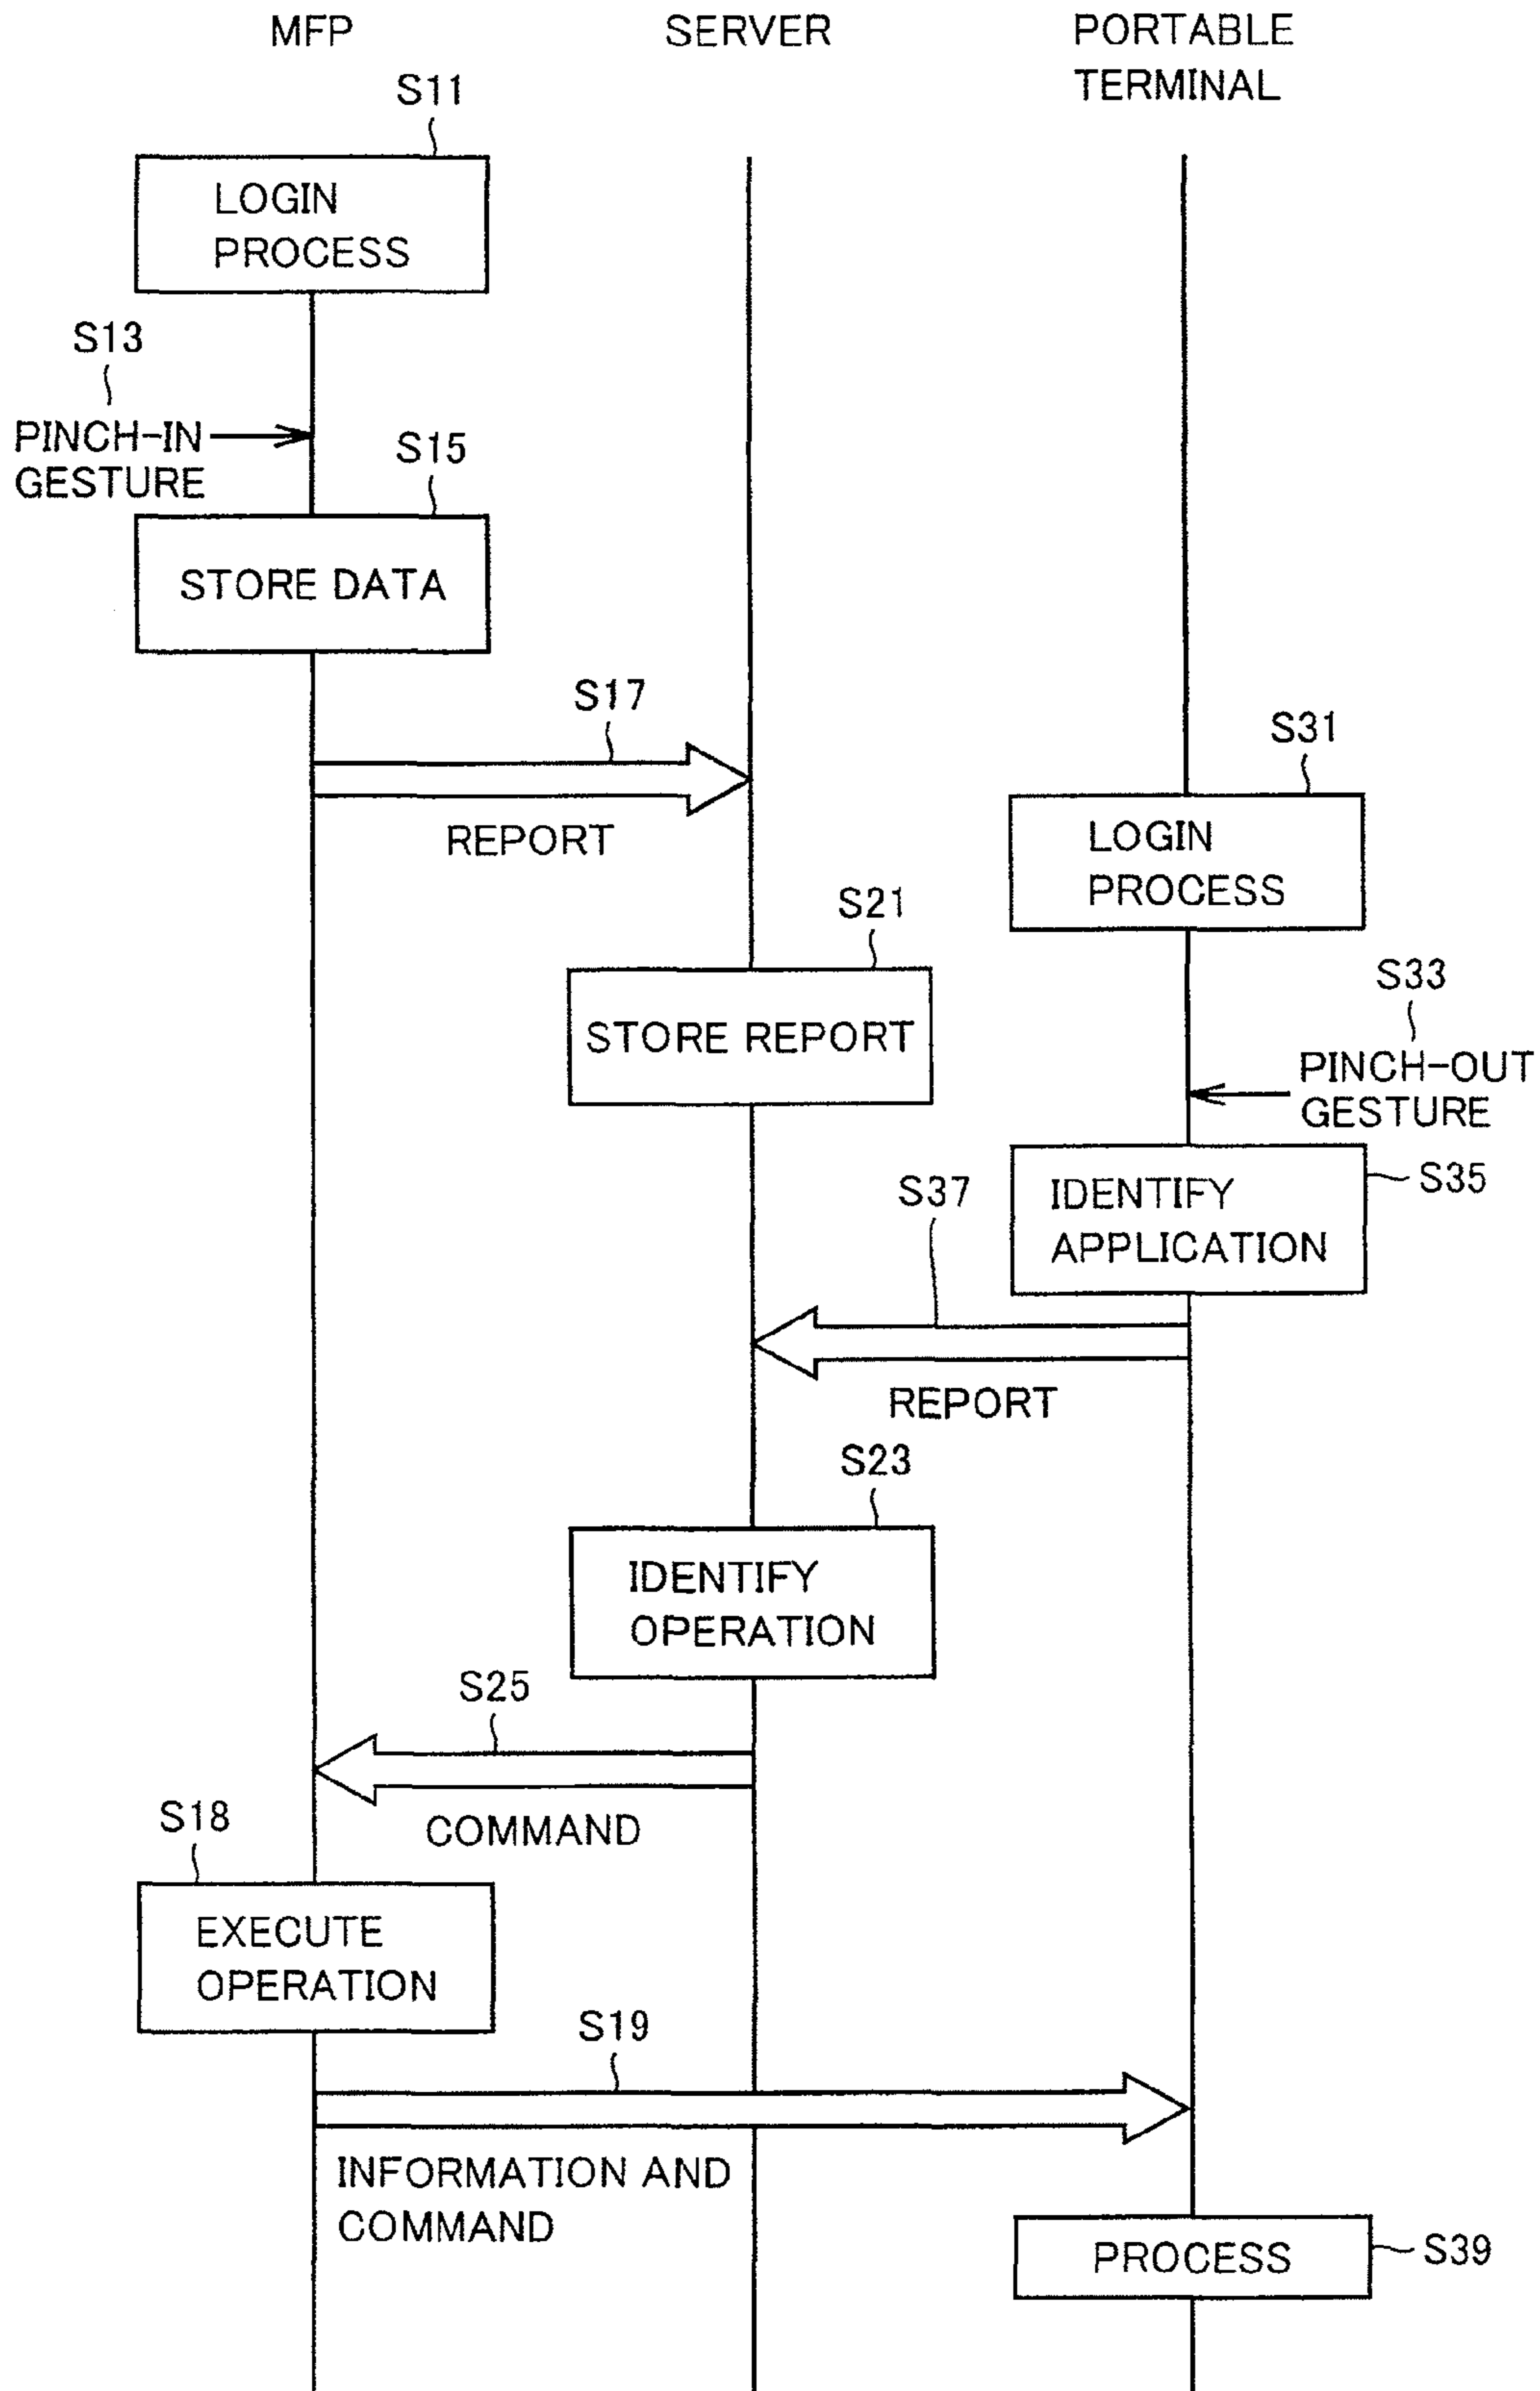 MFP
SERVER
PORTABLE
TERMINAL
S11
LOGIN
PROCESS
S13
PINCH-IN
GESTURE
S15
STORE DATA
S17
REPORT
S31
LOGIN
PROCESS
S21
STORE REPORT
S33
PINCH-OUT
GESTURE
S35
IDENTIFY
APPLICATION
S37
REPORT
S23
IDENTIFY
OPERATION
S25
COMMAND
S18
EXECUTE
OPERATION
S19
INFORMATION AND
COMMAND
PROCESS
S39